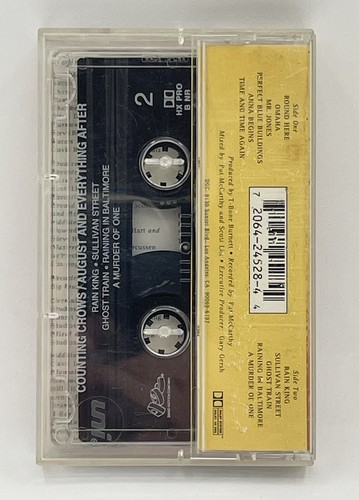 COUNTING CROWS / AUGUST AND EVERYTHING AFTER
RAIN KING • SULLIVAN STREET
GHOST TRAIN • RAINING IN BALTIMORE
A MURDER OF ONE
2
HX PRO
B NR
Side One
ROUND HERE
OMAHA
MR. JONES
PERFECT BLUE BUILDINGS
ANNA BEGINS
TIME AND TIME AGAIN
Produced by T-Bone Burnett • Recorded by Pat McCarthy
Mixed by Pat McCarthy and Scott Litt • Executive Producer: Gary Gersh
7 2064-24528-4 4
Side Two
RAIN KING
SULLIVAN STREET
GHOST TRAIN
RAINING IN BALTIMORE
A MURDER OF ONE